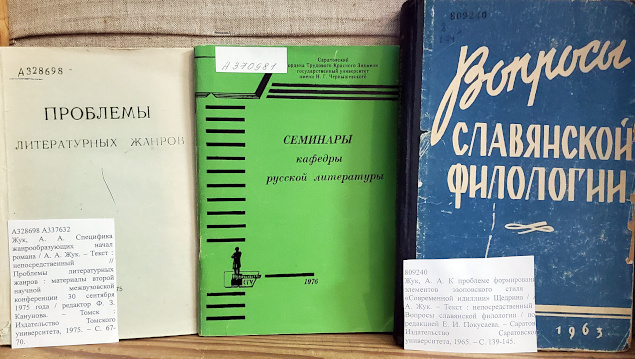 А328698
ПРОБЛЕМЫ
ЛИТЕРАТУРНЫХ ЖАНРОВ
А328698 А337632
Жук, А. А. Специфика
жанрообразующих начал
романа / А. А. Жук. – Текст :
непосредственный
Проблемы литературных
жанров : материалы второй
научной межвузовской
конференции 30 сентября
1975 года / редактор Ф. З.
Канунова. – Томск :
Издательство Томского
университета, 1975. – С. 67-
70.
А370581
Саратовский
ордена Трудового Красного Знамени
государственный университет
имени Н. Г. Чернышевского
СЕМИНАРЫ
кафедры
русской литературы
СГУ
1976
809240
Вопросы
СЛАВЯНСКОЙ
ФИЛОЛОГИИ
809240
Жук, А. А. К проблеме формирования
элементов эзоповского стиля
«Современной идиллии» Щедрина /
А. Жук. – Текст : непосредственный
Вопросы славянской филологии / под
редакцией Е. И. Покусаева. – Саратов
Издательство Саратовского
университета, 1965. – С. 139-145.
1963